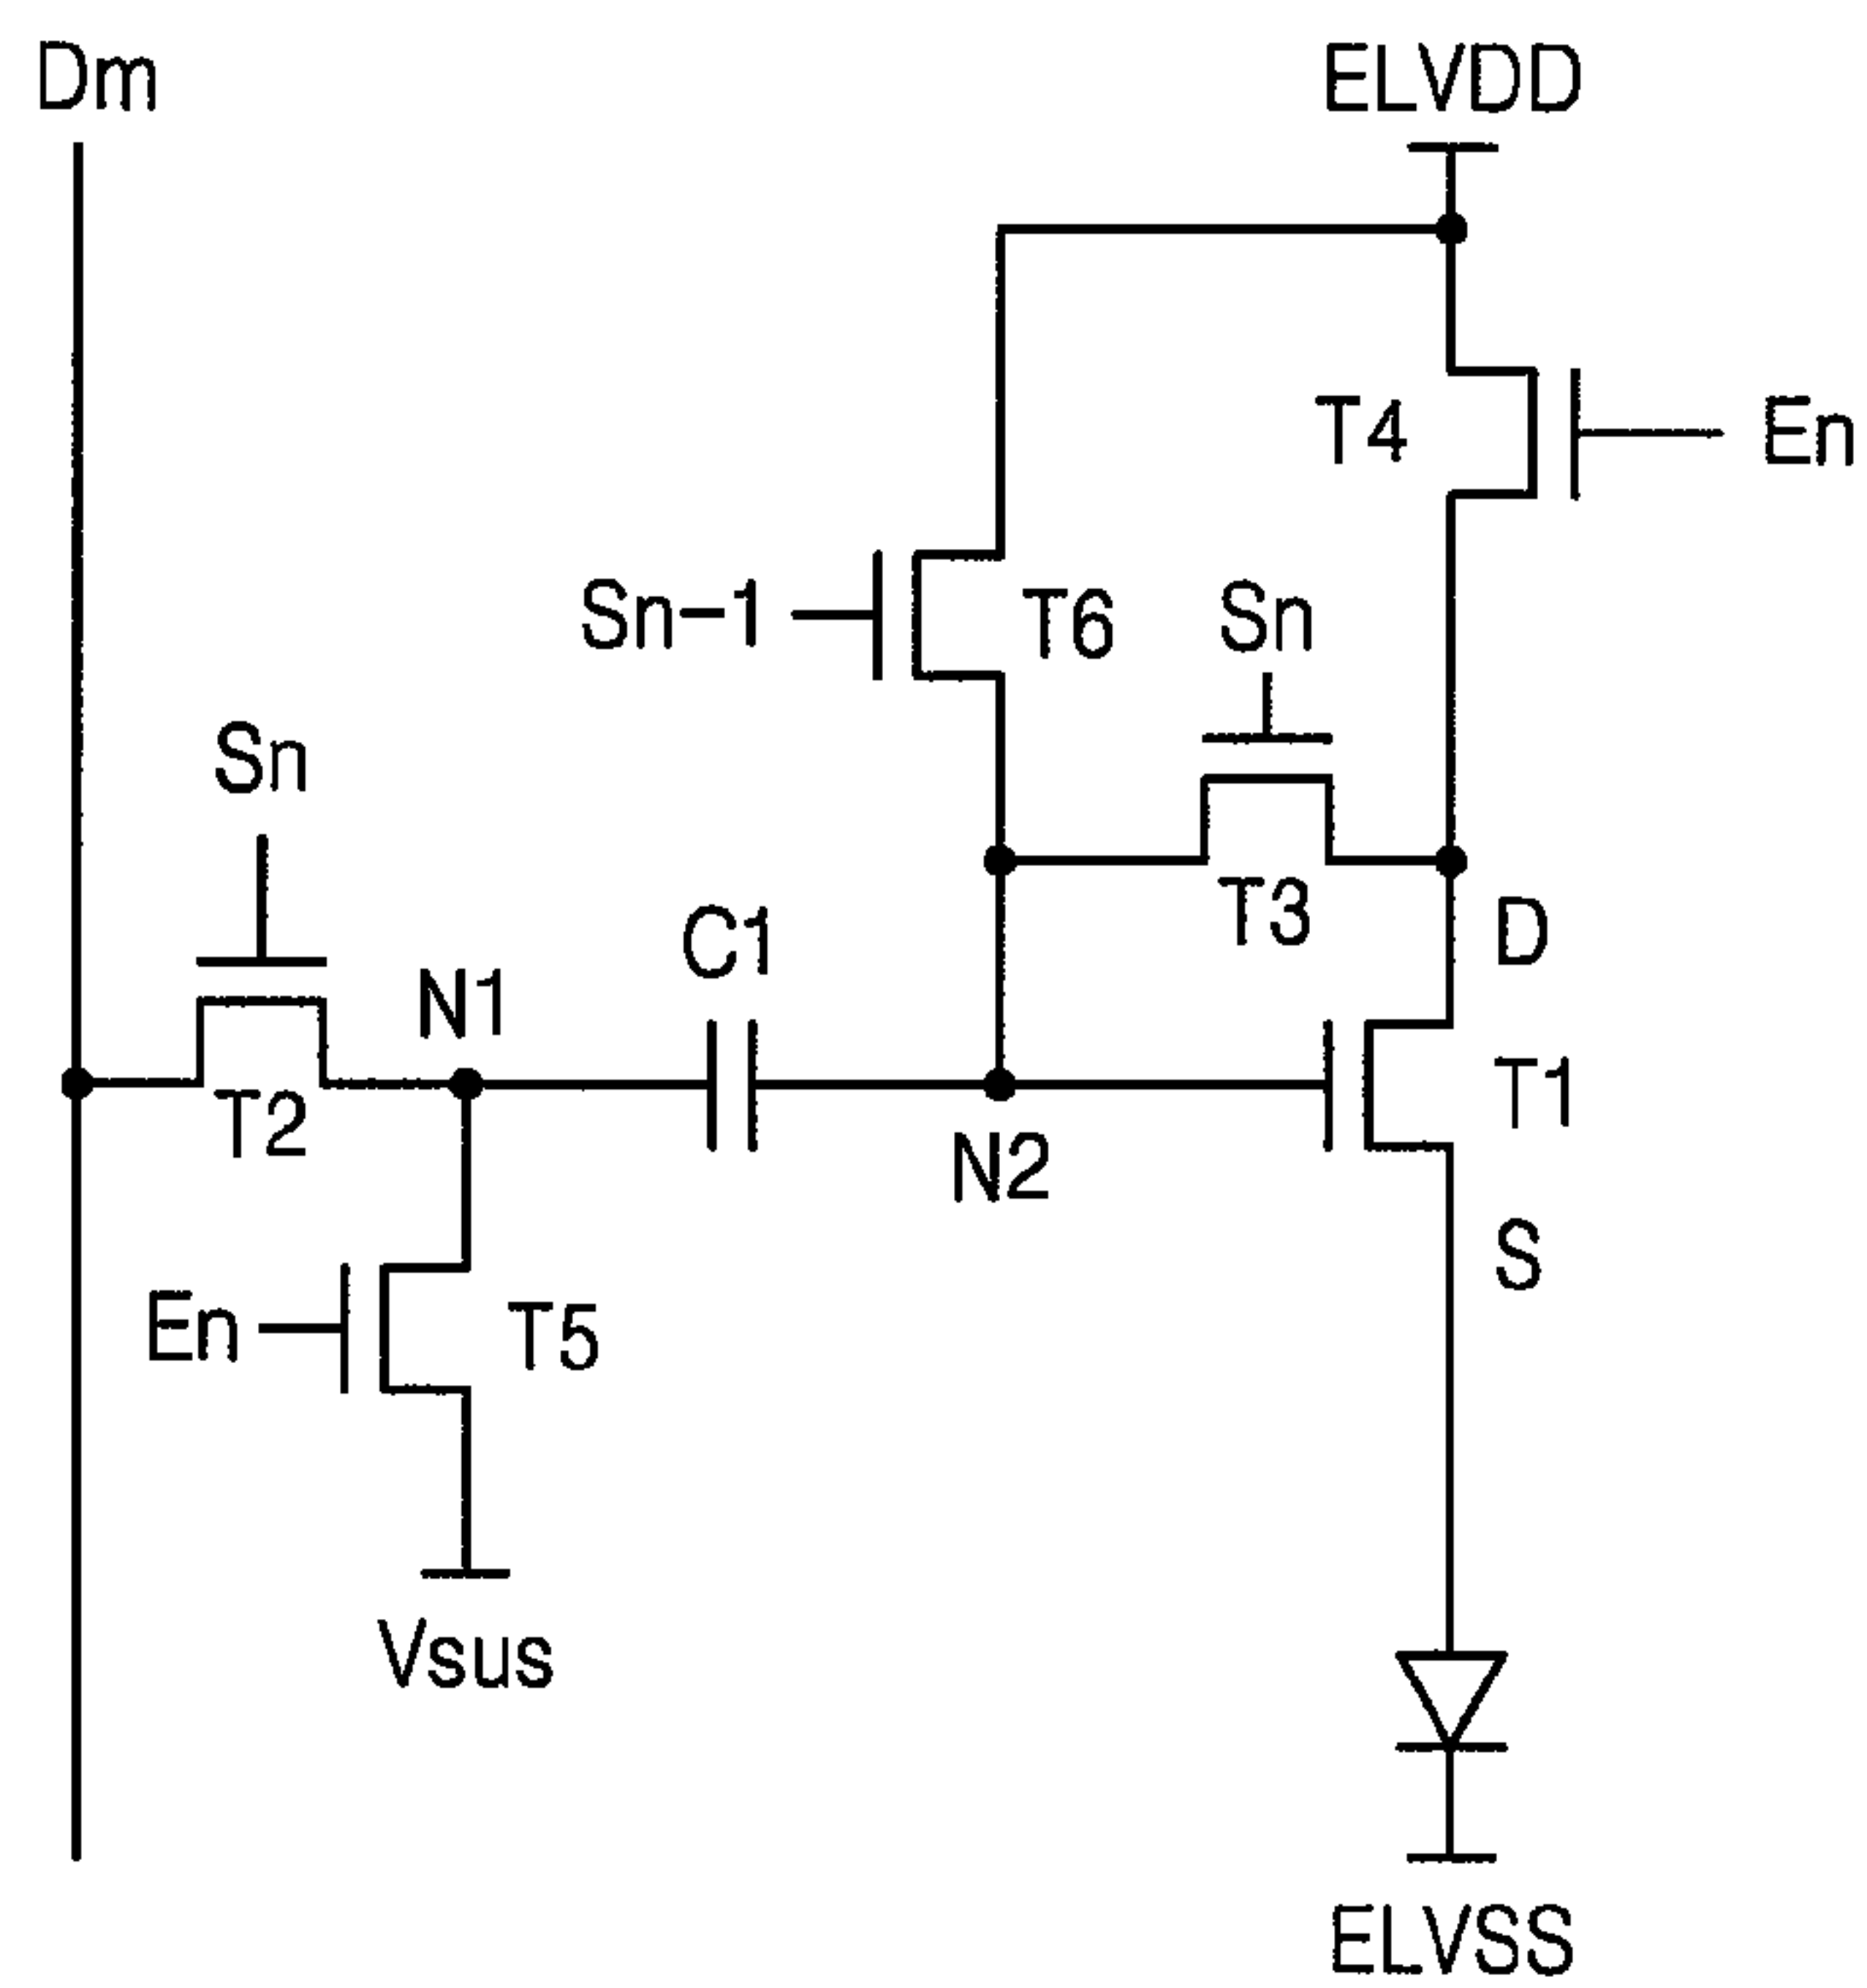 Dm
ELVDD
T4
En
Sn-1
T6
Sn
Sn
T3
D
C1
N1
T2
T1
N2
S
En
T5
Vsus
ELVSS